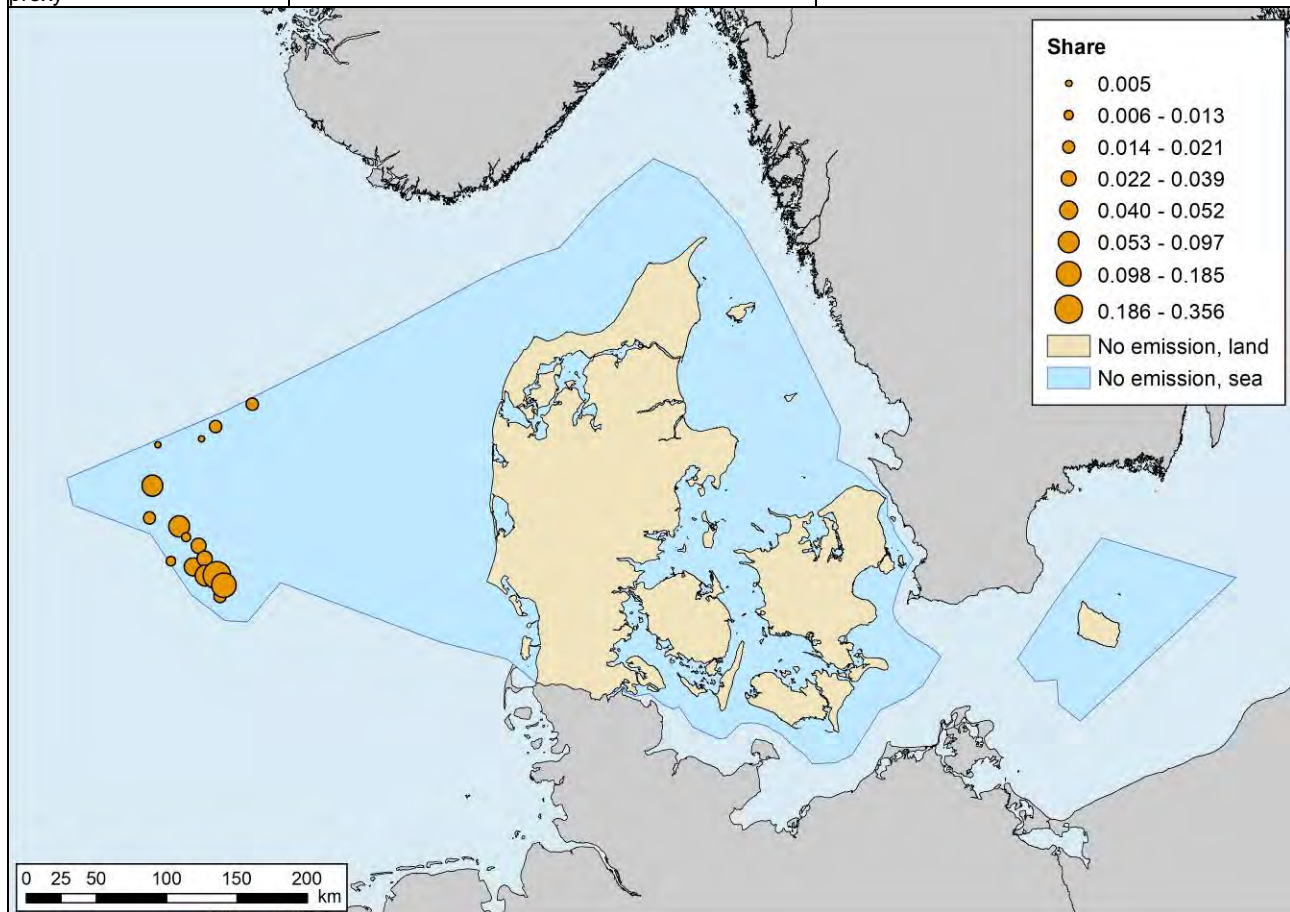 Share
0.005
0.006 - 0.013
0.014 - 0.021
0.022 - 0.039
0.040 - 0.052
0.053 - 0.097
0.098 - 0.185
0.186 - 0.356
No emission, land
No emission, sea
0 25 50 100 150 200
km